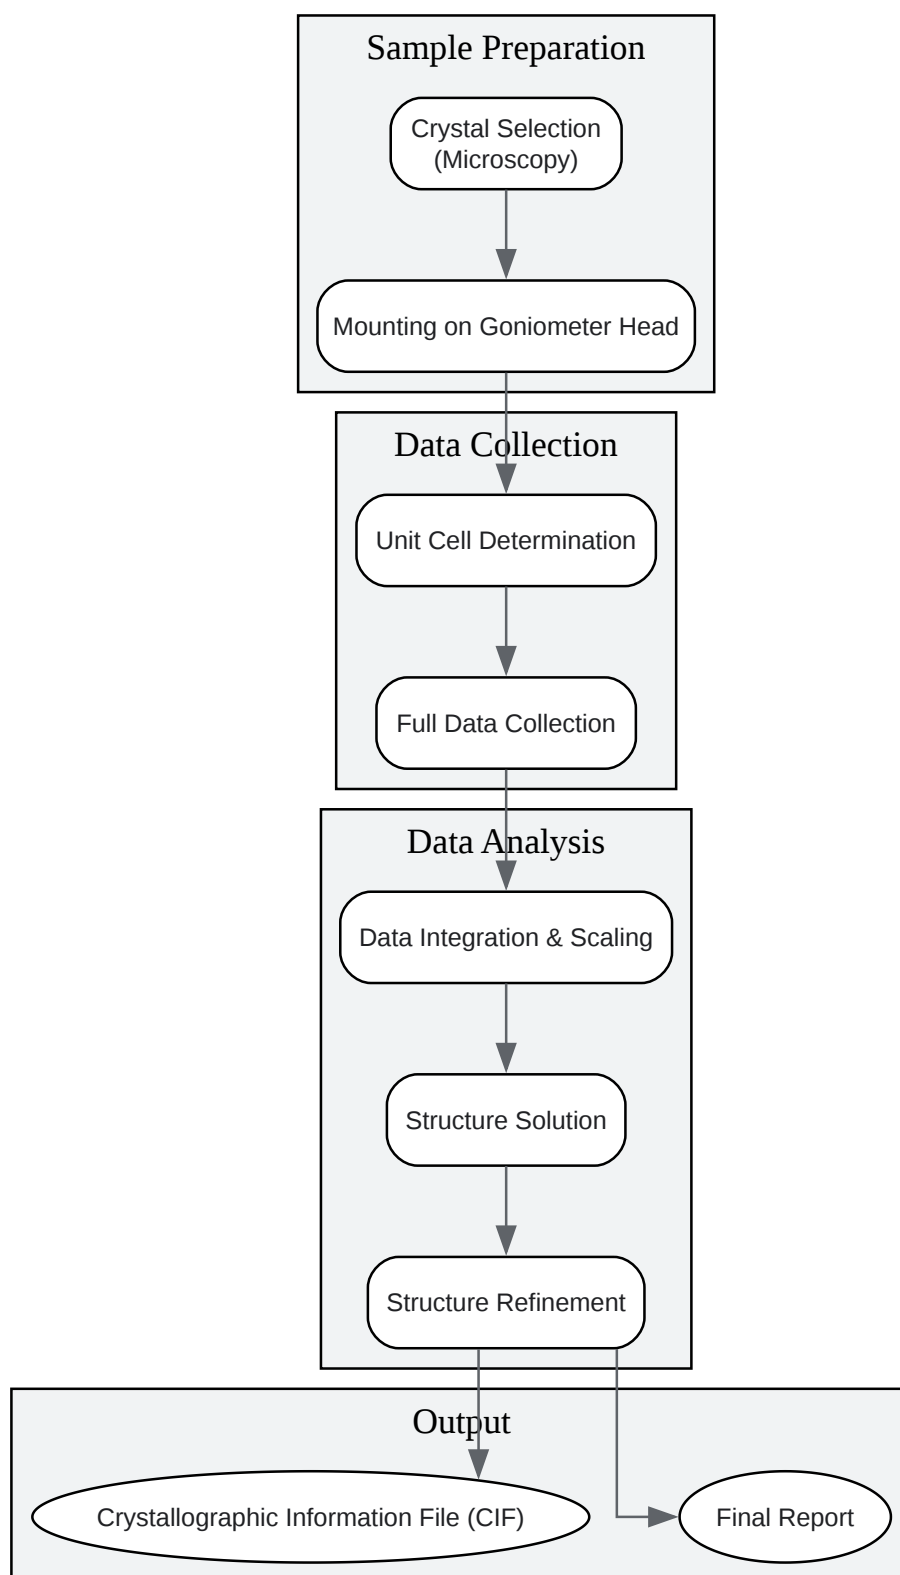 Sample Preparation
Crystal Selection
(Microscopy)
Mounting on Goniometer Head
Data Collection
Unit Cell Determination
Full Data Collection
Data Analysis
Data Integration & Scaling
Structure Solution
Structure Refinement
Output
Crystallographic Information File (CIF)
Final Report